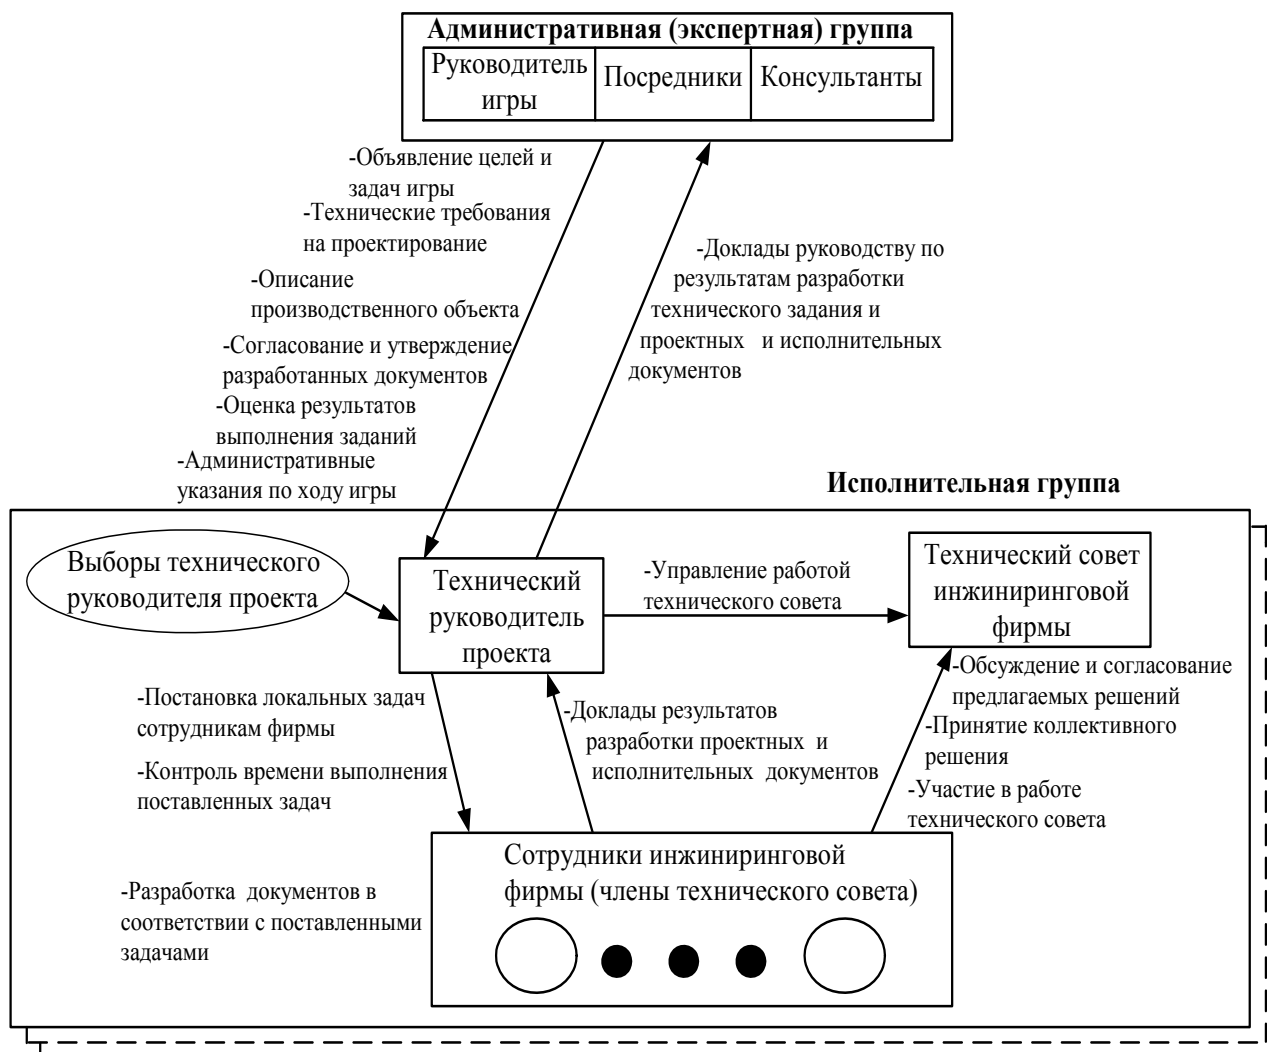 Административная (экспертная) группа
Руководитель
игры
Посредники
Консультанты
-Объявление целей и
задач игры
-Технические требования
на проектирование
-Описание
производственного объекта
-Согласование и утверждение
разработанных документов
-Оценка результатов
выполнения заданий
-Административные
указания по ходу игры
-Доклады руководству по
результатам разработки
технического задания и
проектных и исполнительных
документов
Исполнительная группа
Выборы технического
руководителя проекта
Технический
руководитель
проекта
-Управление работой
технического совета
Технический совет
инжиниринговой
фирмы
-Постановка локальных задач
сотрудникам фирмы
-Контроль времени выполнения
поставленных задач
-Доклады результатов
разработки проектных и
исполнительных документов
-Обсуждение и согласование
предлагаемых решений
-Принятие коллективного
решения
-Участие в работе
технического совета
-Разработка документов в
соответствии с поставленными
задачами
Сотрудники инжиниринговой
фирмы (члены технического совета)